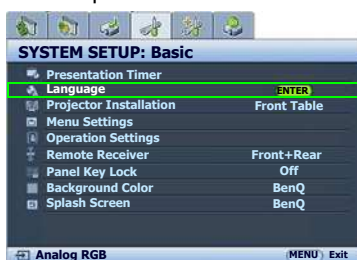 SYSTEM SETUP: Basic
Presentation Timer
Language ENTER
Projector Installation Front Table
Menu Settings
Operation Settings
Remote Receiver Front+Rear
Panel Key Lock Off
Background Color BenQ
Splash Screen BenQ
Analog RGB MENU Exit